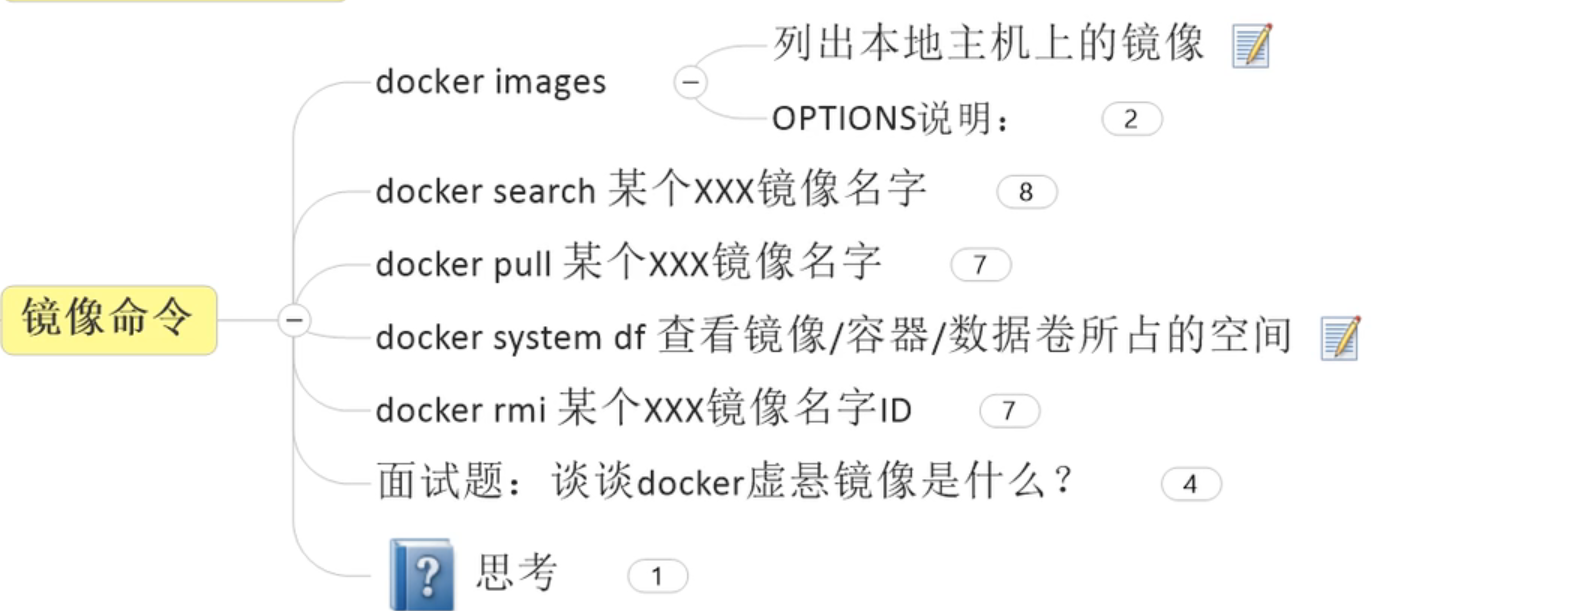 列出本地主机上的镜像
docker images
OPTIONS说明： 2
docker search 某个XXX镜像名字 8
docker pull 某个XXX镜像名字 7
镜像命令
docker system df 查看镜像/容器/数据卷所占的空间
docker rmi 某个XXX镜像名字ID 7
面试题：谈谈docker虚悬镜像是什么？ 4
? 思考 1